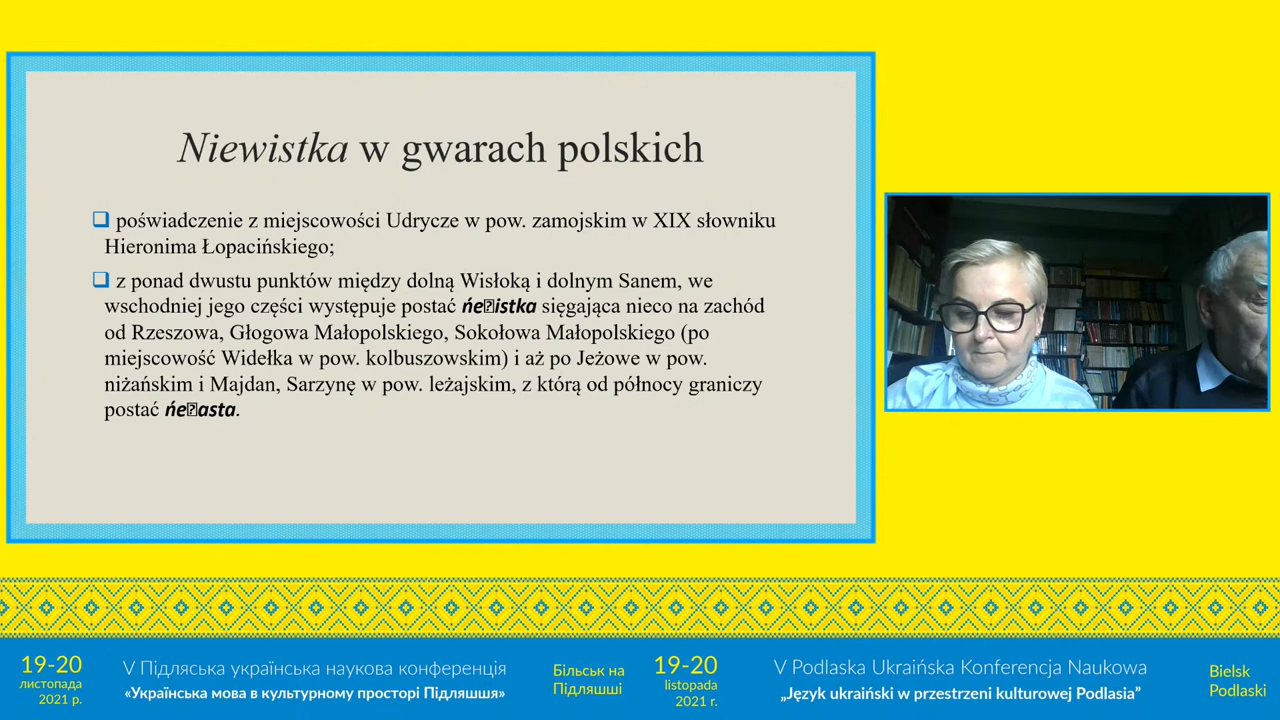 Niewistka w gwarach polskich
poświadczenie z miejscowości Udrycze w pow. zamojskim w XIX słowniku
Hieronima Łopacińskiego;
z ponad dwustu punktów między dolną Wisłoką i dolnym Sanem, we
wschodniej jego części występuje postać ńe⍰istka sięgająca nieco na zachód
od Rzeszowa, Głogowa Małopolskiego, Sokołowa Małopolskiego (po
miejscowość Widełka w pow. kolbuszowskim) i aż po Jeżowe w pow.
niżańskim i Majdan, Sarzynę w pow. leżajskim, z którą od północy graniczy
postać ńe⍰asta.
19-20
листопада
2021 р.
V Підляська українська наукова конференція
«Українська мова в культурному просторі Підляшшя»
Більськ на
Підляшші
19-20
listopada
2021 r.
V Podlaska Ukraińska Konferencja Naukowa
„Język ukraiński w przestrzeni kulturowej Podlasia”
Bielsk
Podlaski